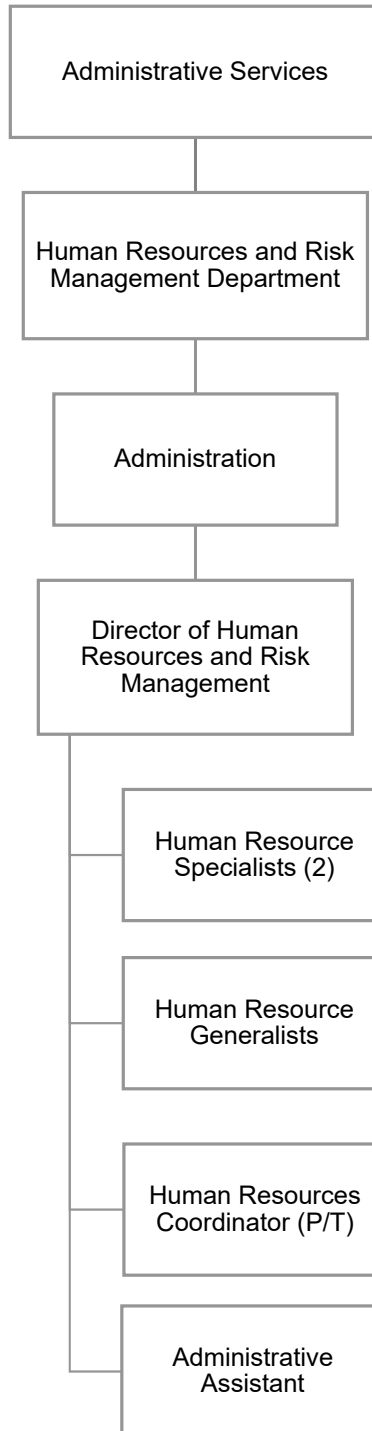 Administrative Services
Human Resources and Risk
Management Department
Administration
Director of Human
Resources and Risk
Management
Human Resource
Specialists (2)
Human Resource
Generalists
Human Resources
Coordinator (P/T)
Administrative
Assistant